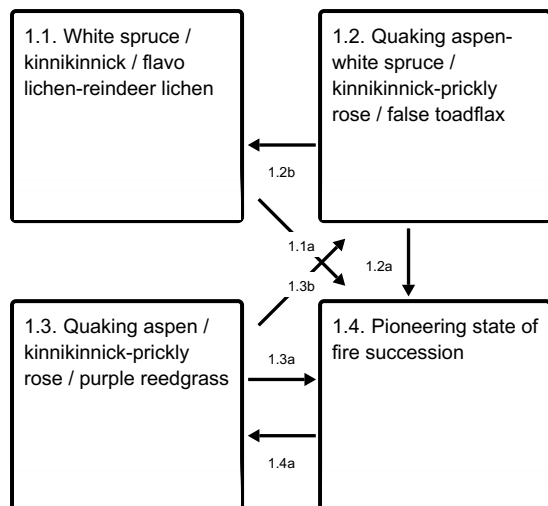 1.1. White spruce /
kinnikinnick / flavo
lichen-reindeer lichen
1.2. Quaking aspen-
white spruce /
kinnikinnick-prickly
rose / false toadflax
1.2b
1.1a
1.2a
1.3b
1.3. Quaking aspen /
kinnikinnick-prickly
rose / purple reedgrass
1.3a
1.4a
1.4. Pioneering state of
fire succession